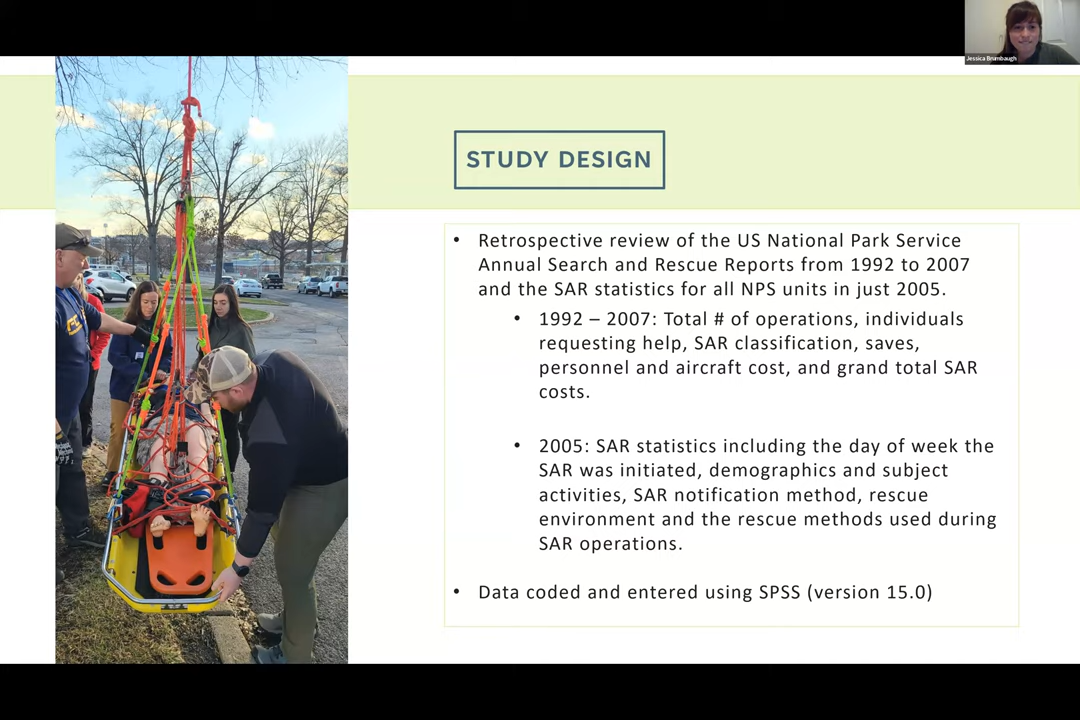 Jessica Brumbaugh
STUDY DESIGN
• Retrospective review of the US National Park Service
Annual Search and Rescue Reports from 1992 to 2007
and the SAR statistics for all NPS units in just 2005.
• 1992 – 2007: Total # of operations, individuals
requesting help, SAR classification, saves,
personnel and aircraft cost, and grand total SAR
costs.
• 2005: SAR statistics including the day of week the
SAR was initiated, demographics and subject
activities, SAR notification method, rescue
environment and the rescue methods used during
SAR operations.
• Data coded and entered using SPSS (version 15.0)